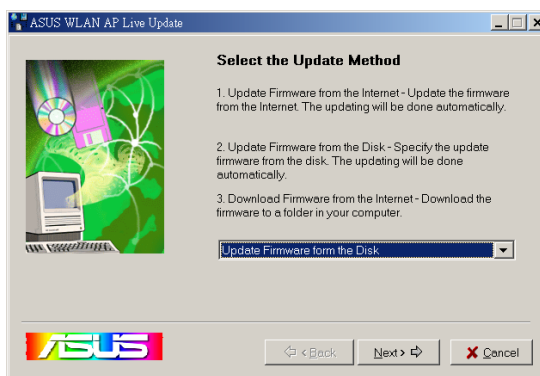 ASUS WLAN AP Live Update
Select the Update Method
1. Update Firmware from the Internet - Update the firmware
from the Internet. The updating will be done automatically.
2. Update Firmware from the Disk - Specify the update
firmware from the disk. The updating will be done
automatically.
3. Download Firmware from the Internet - Download the
firmware to a folder in your computer.
Update Firmware form the Disk
ASUS
< Back
Next >
Cancel